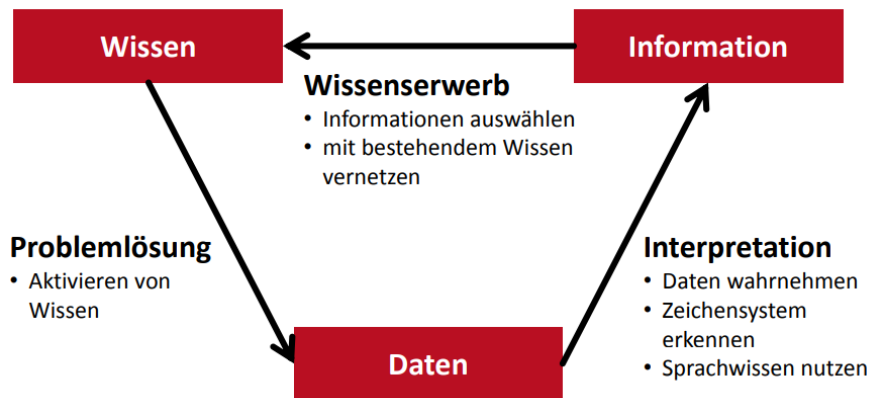 Wissen
Information
Wissenserwerb
• Informationen auswählen
• mit bestehendem Wissen
vernetzen
Problemlösung
• Aktivieren von
Wissen
Interpretation
• Daten wahrnehmen
• Zeichensystem
erkennen
• Sprachwissen nutzen
Daten